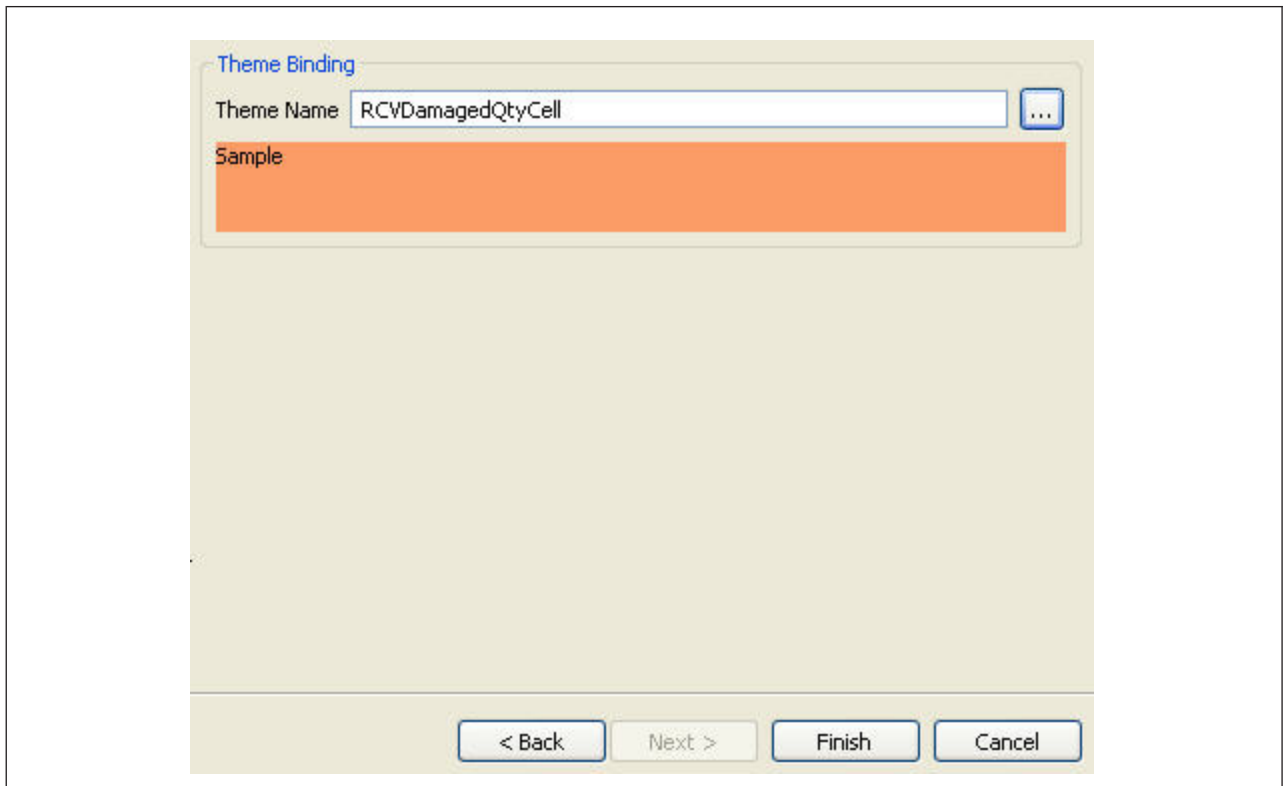 Theme Binding
Theme Name RCVDamagedQtyCell ...
Sample
< Back Next > Finish Cancel